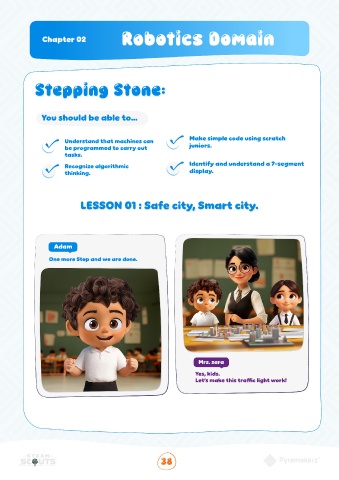 Chapter 02
Robotics Domain
Stepping Stone:
You should be able to...
Understand that machines can
be programmed to carry out
tasks.
Recognize algorithmic
thinking.
Make simple code using scratch
juniors.
Identify and understand a 7-segment
display.
LESSON 01 : Safe city, Smart city.
Adam
One more Step and we are done.
Mrs. sara
Yes, kids.
Let's make this traffic light work!
STEAM
SCOUTS
38
Pyramakerz